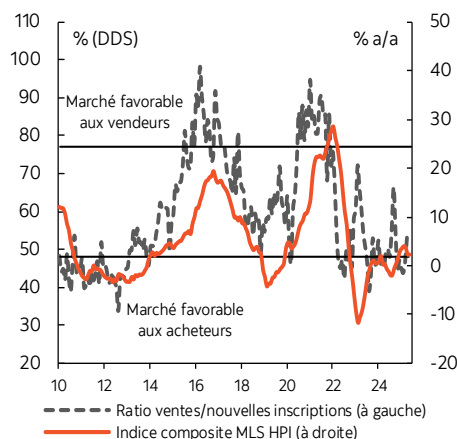 % (DDS)
% a/a
110
100
90
80
70
60
50
40
30
20
50
40
30
20
10
0
-10
-20
Marché favorable
aux vendeurs
Marché favorable
aux acheteurs
10 12 14 16 18 20 22 24
Ratio ventes/nouvelles inscriptions (à gauche)
Indice composite MLS HPI (à droite)